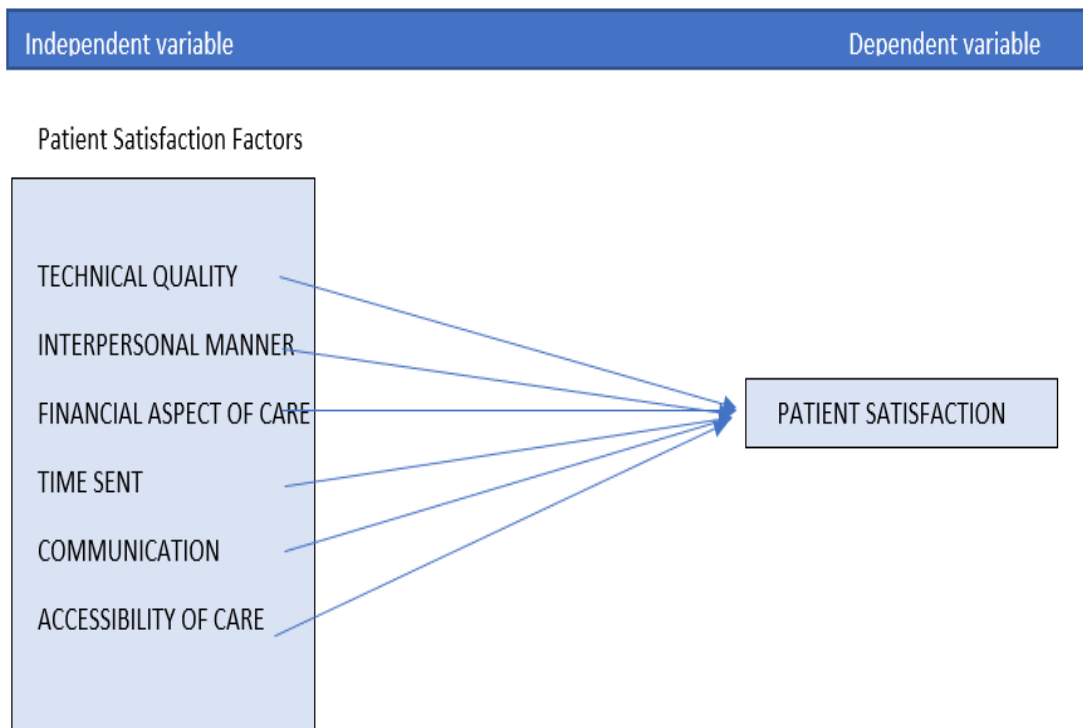 Independent variable
Dependent variable
Patient Satisfaction Factors
TECHNICAL QUALITY
INTERPERSONAL MANNER
FINANCIAL ASPECT OF CARE
PATIENT SATISFACTION
TIME SENT
COMMUNICATION
ACCESSIBILITY OF CARE